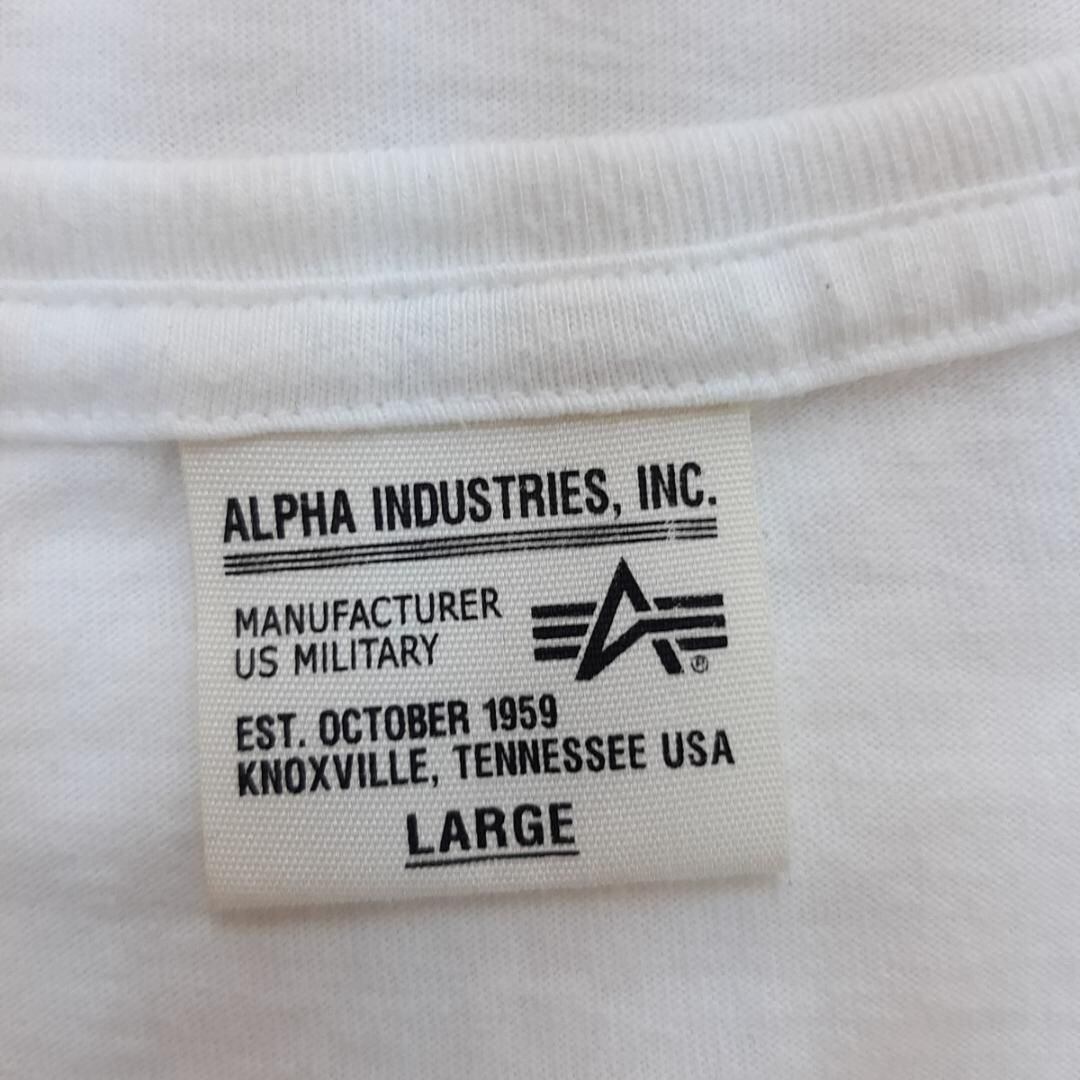 ALPHA INDUSTRIES, INC.
MANUFACTURER
US MILITARY
®
EST. OCTOBER 1959
KNOXVILLE, TENNESSEE USA
LARGE